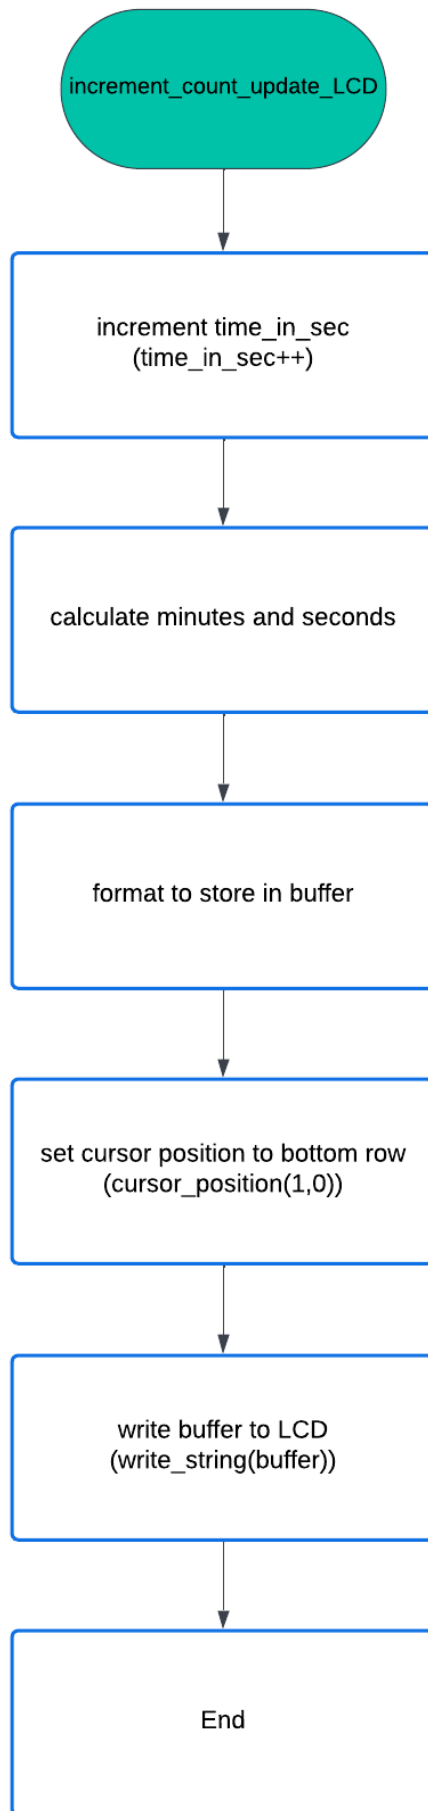 increment_count_update_LCD
increment time_in_sec
(time_in_sec++)
calculate minutes and seconds
format to store in buffer
set cursor position to bottom row
(cursor_position(1,0))
write buffer to LCD
(write_string(buffer))
End